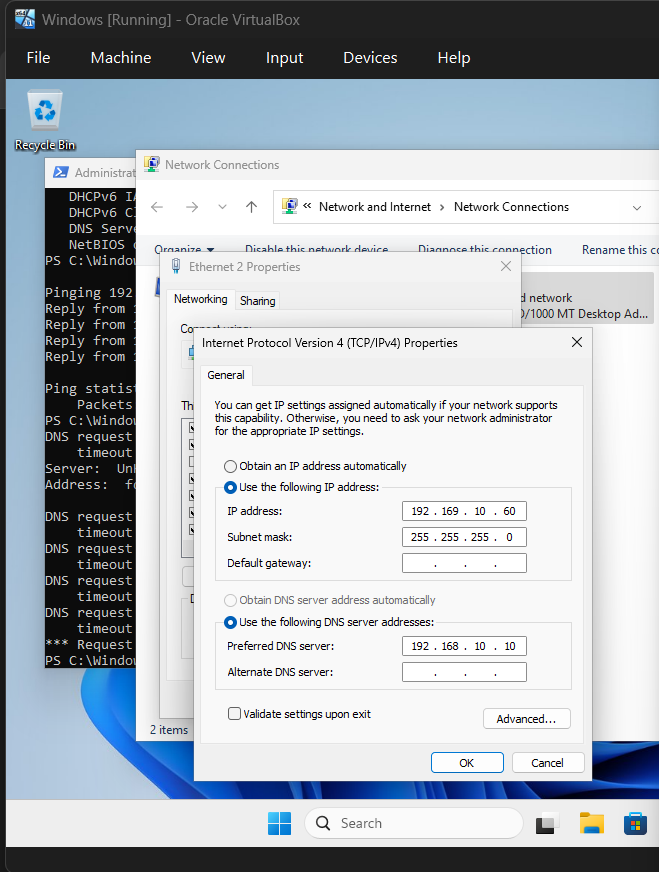 Windows [Running] - Oracle VirtualBox
File Machine View Input Devices Help
Recycle Bin
Administrat
DHCPv6 IA
DHCPv6 Cl
DNS Serve
NetBIOS
PS C:\Window
Pinging 192
Reply from 1
Reply from 1
Reply from 1
Reply from 1
Ping statist
Packets
PS C:\Window
DNS request
timeout
Server: Unk
Address: fe
DNS request
timeout
DNS request
timeout
DNS request
timeout
DNS request
timeout
*** Request
PS C:\Window
Network Connections
« Network and Internet › Network Connections
Organize Disable this network device Diagnose this connection Rename this co
d network
0/1000 MT Desktop Ad...
2 items
Ethernet 2 Properties
Networking Sharing
Connect using:
Th
Internet Protocol Version 4 (TCP/IPv4) Properties
General
You can get IP settings assigned automatically if your network supports
this capability. Otherwise, you need to ask your network administrator
for the appropriate IP settings.
Obtain an IP address automatically
Use the following IP address:
IP address: 192 . 169 . 10 . 60
Subnet mask: 255 . 255 . 255 . 0
Default gateway: . . .
Obtain DNS server address automatically
Use the following DNS server addresses:
Preferred DNS server: 192 . 168 . 10 . 10
Alternate DNS server: . . .
Validate settings upon exit
Advanced...
OK Cancel
Search